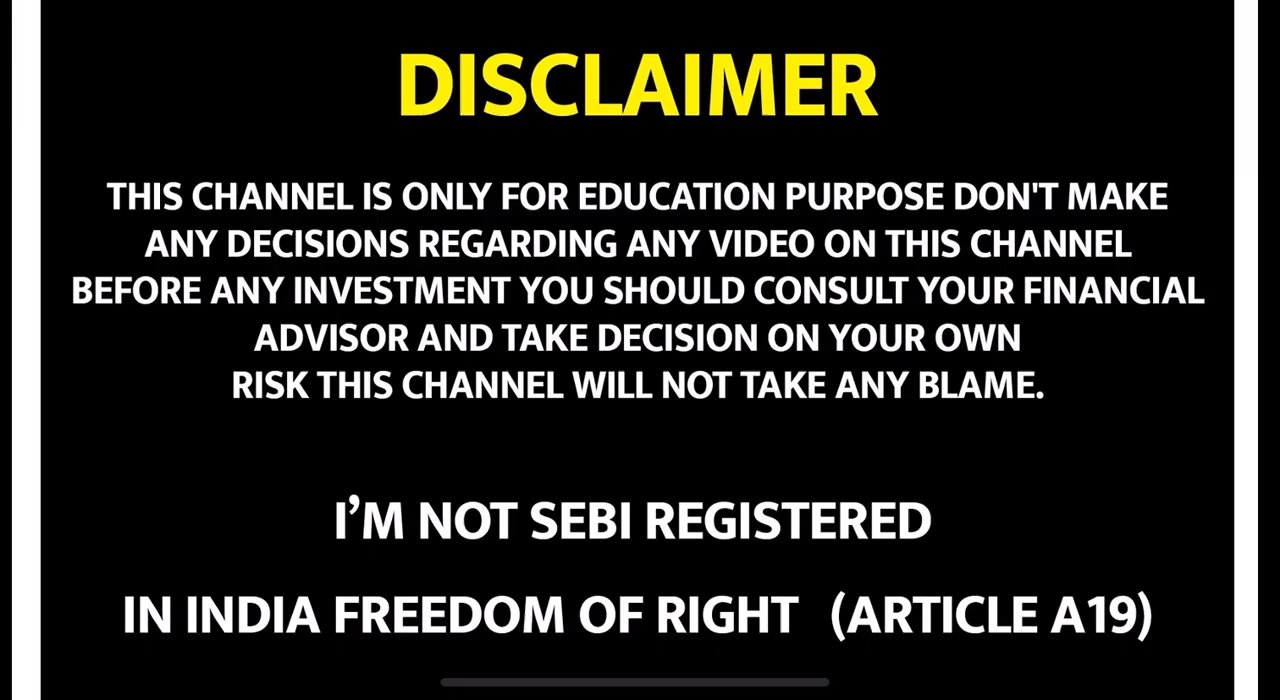 DISCLAIMER
THIS CHANNEL IS ONLY FOR EDUCATION PURPOSE DON'T MAKE
ANY DECISIONS REGARDING ANY VIDEO ON THIS CHANNEL
BEFORE ANY INVESTMENT YOU SHOULD CONSULT YOUR FINANCIAL
ADVISOR AND TAKE DECISION ON YOUR OWN
RISK THIS CHANNEL WILL NOT TAKE ANY BLAME.
I’M NOT SEBI REGISTERED
IN INDIA FREEDOM OF RIGHT (ARTICLE A19)